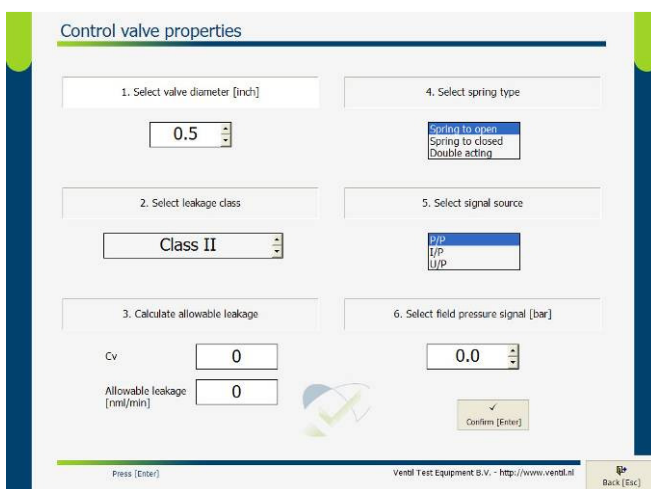 Control valve properties
1. Select valve diameter [inch]
0.5
2. Select leakage class
Class II
3. Calculate allowable leakage
Cv
0
Allowable leakage
[nml/min]
0
4. Select spring type
Spring to open
Spring to closed
Double acting
5. Select signal source
P/P
I/P
U/P
6. Select field pressure signal [bar]
0.0
Confirm [Enter]
Press [Enter]
Ventil Test Equipment B.V. - http://www.ventil.nl
Back [Esc]